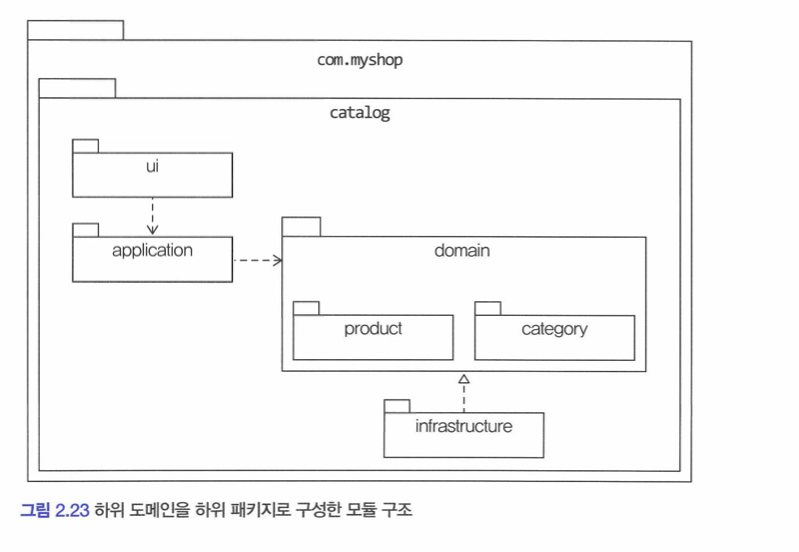 com.myshop
catalog
ui
application
domain
product
category
infrastructure
그림 2.23 하위 도메인을 하위 패키지로 구성한 모듈 구조